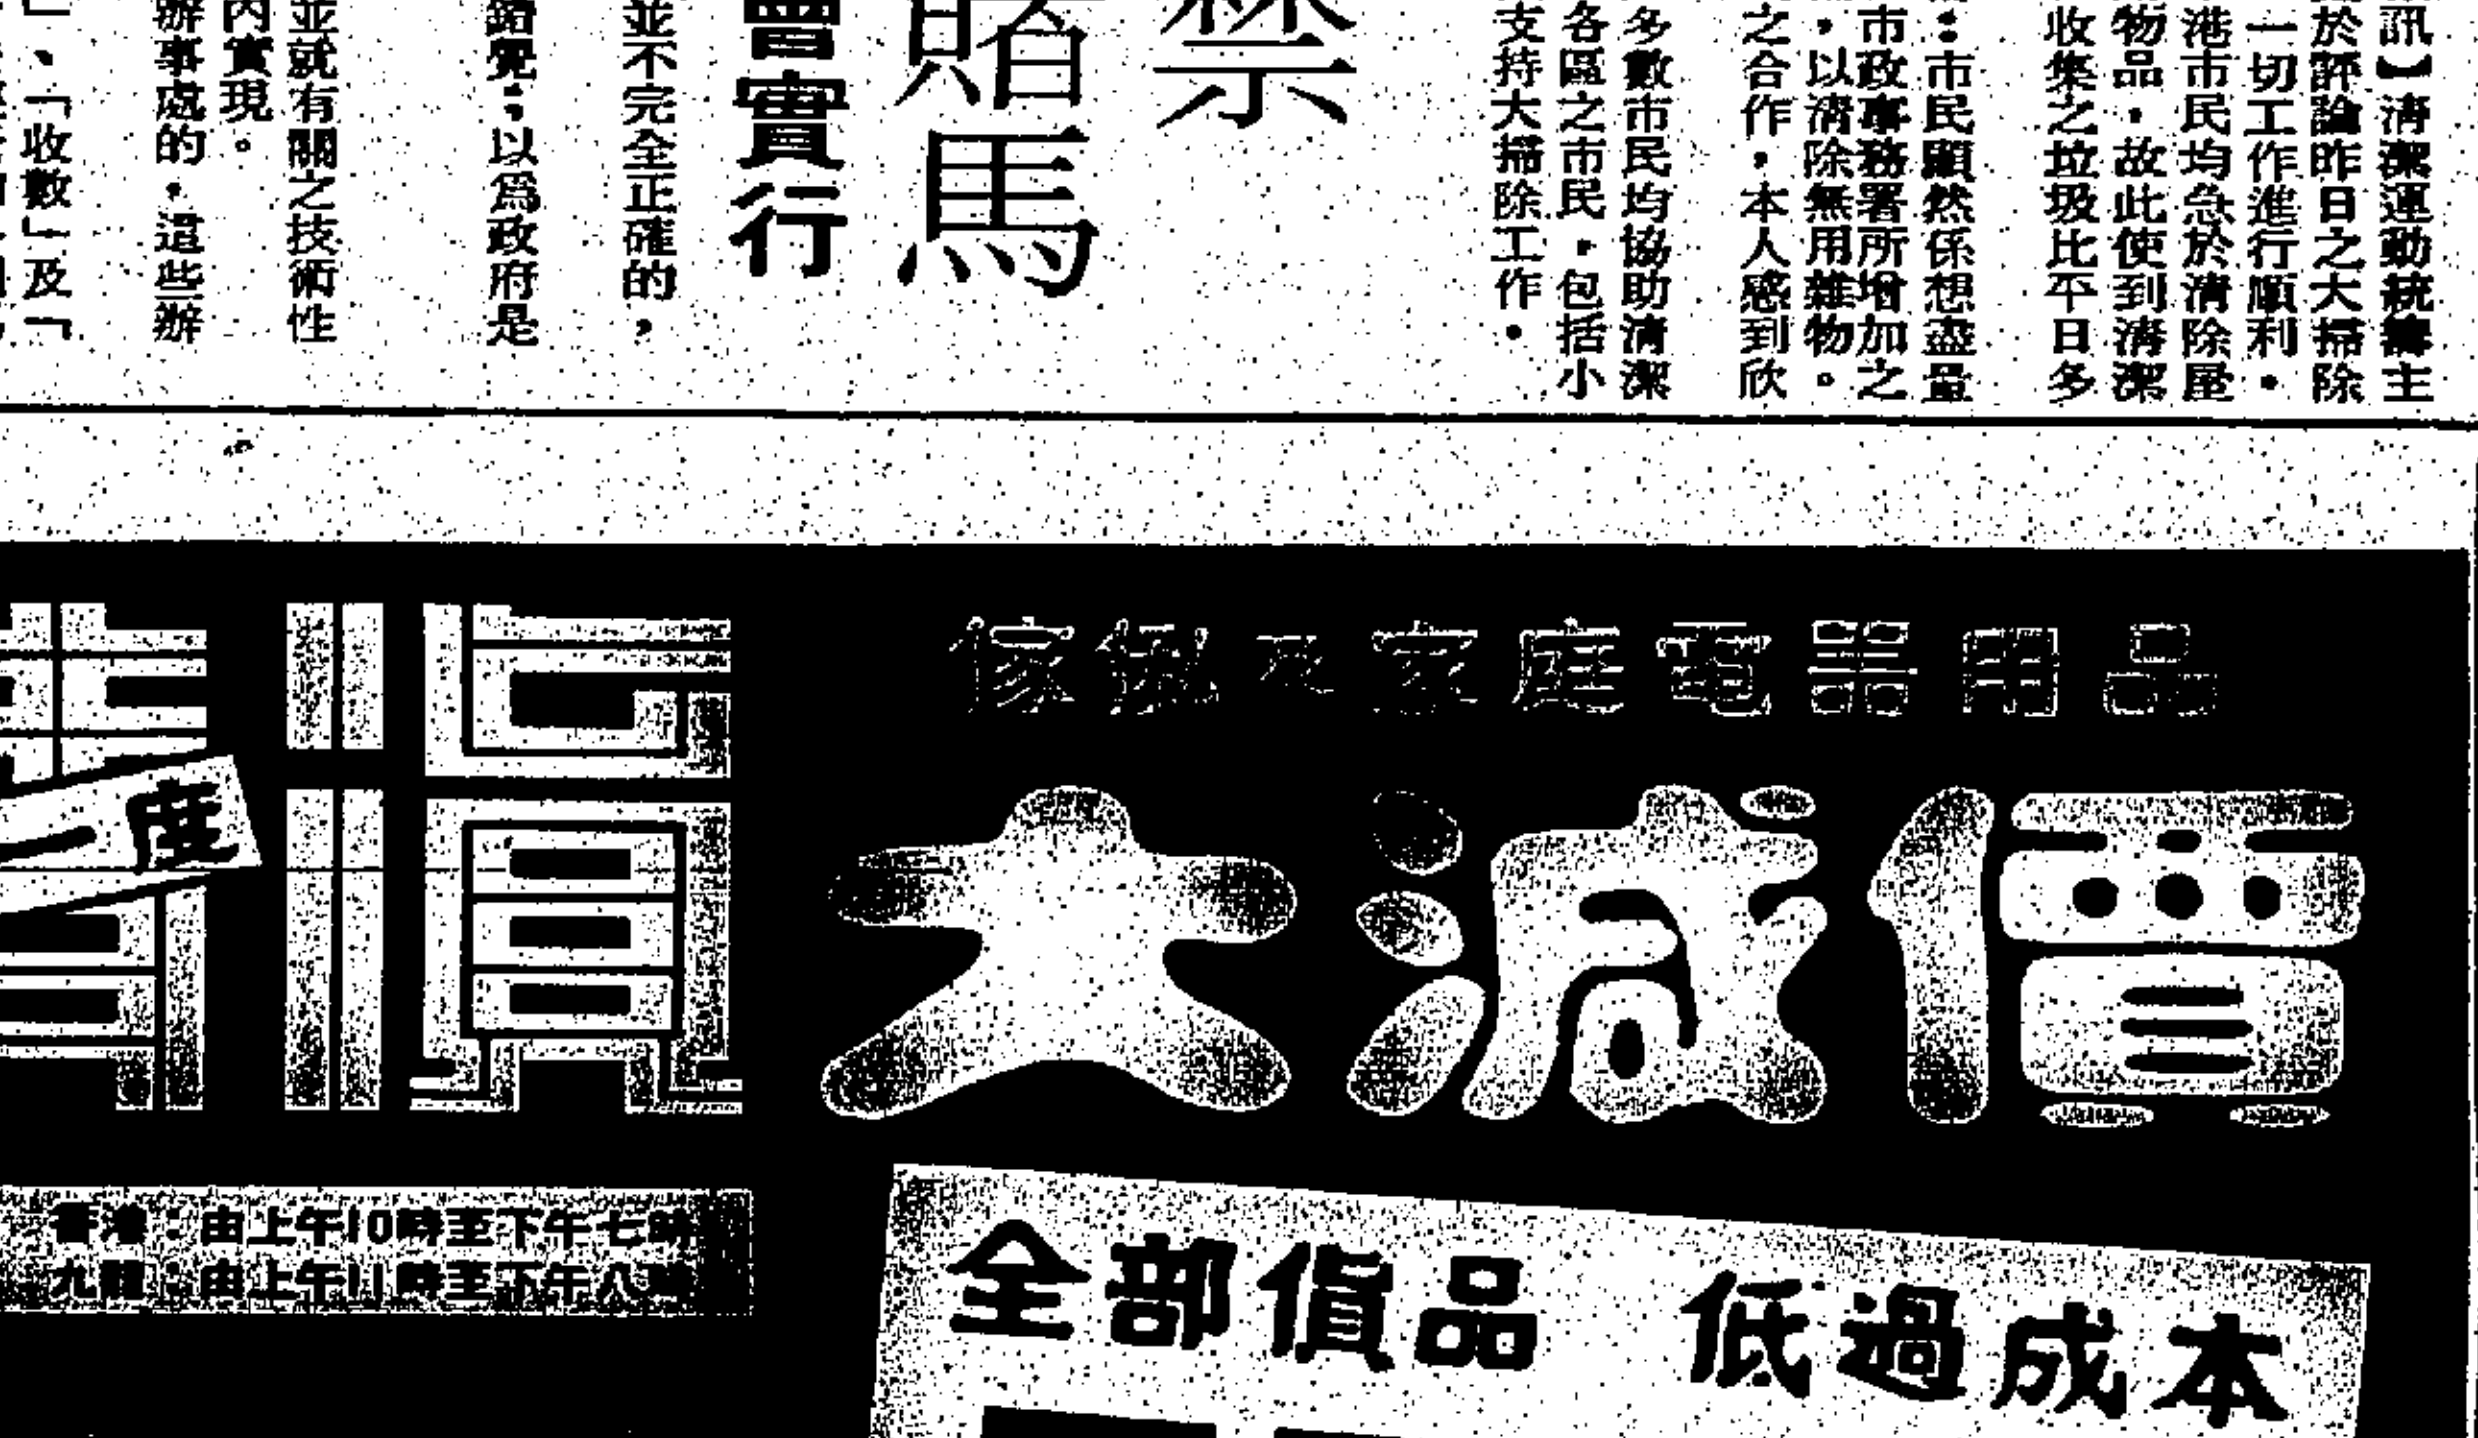 訊】清潔運動統籌主
於評論昨日之大掃除
一切工作進行順利。
港市民均急於清除屋
物品,故此使到清潔
收集之垃圾比平日多
:市民顯然係想盡量
市政事務署所增加之
,以清除無用雜物。
之合作,本人感到欣
多數市民均協助清潔
各區之市民,包括小
支持大掃除工作。
禁
賭馬
會實行
並不完全正確的,
錯覺;以爲政府是
並就有關之技術性
內實現。
辦事處的,這些辦
」、「收數」及「
傢俬及家庭電業用品
大減價
全部貨品 低過成本
價
一度
香港:由上午10時至下午七時
九龍:由上午11時至下午八時